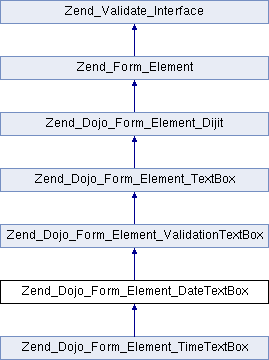 Zend_Validate_Interface
Zend_Form_Element
Zend_Dojo_Form_Element_Dijit
Zend_Dojo_Form_Element_TextBox
Zend_Dojo_Form_Element_ValidationTextBox
Zend_Dojo_Form_Element_DateTextBox
Zend_Dojo_Form_Element_TimeTextBox